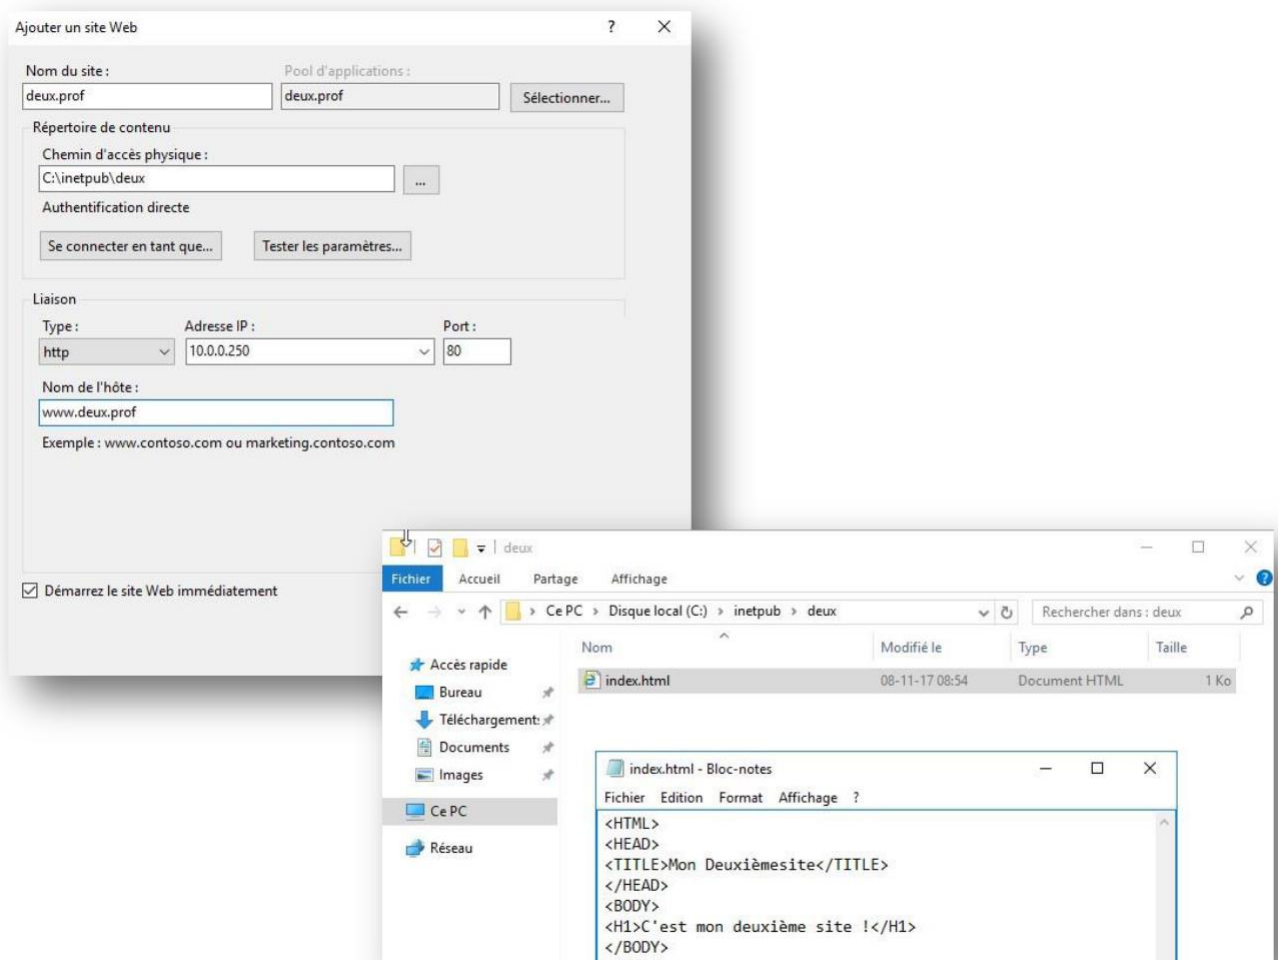 Ajouter un site Web ?
Nom du site : Pool d'applications :
deux.prof deux.prof Sélectionner...
Répertoire de contenu
Chemin d'accès physique :
C:\inetpub\deux ...
Authentification directe
Se connecter en tant que... Tester les paramètres...
Liaison
Type : Adresse IP : Port :
http 10.0.0.250 80
Nom de l'hôte :
www.deux.prof
Exemple : www.contoso.com ou marketing.contoso.com
Démarrez le site Web immédiatement
deux
Fichier Accueil Partage Affichage ?
Ce PC > Disque local (C:) > inetpub > deux Rechercher dans : deux
Nom Modifié le Type Taille
index.html 08-11-17 08:54 Document HTML 1 Ko
Accès rapide
Bureau
Téléchargement:
Documents
Images
Ce PC
Réseau
index.html - Bloc-notes
Fichier Edition Format Affichage ?
<HTML>
<HEAD>
<TITLE>Mon Deuxièmesite</TITLE>
</HEAD>
<BODY>
<H1>C'est mon deuxième site !</H1>
</BODY>